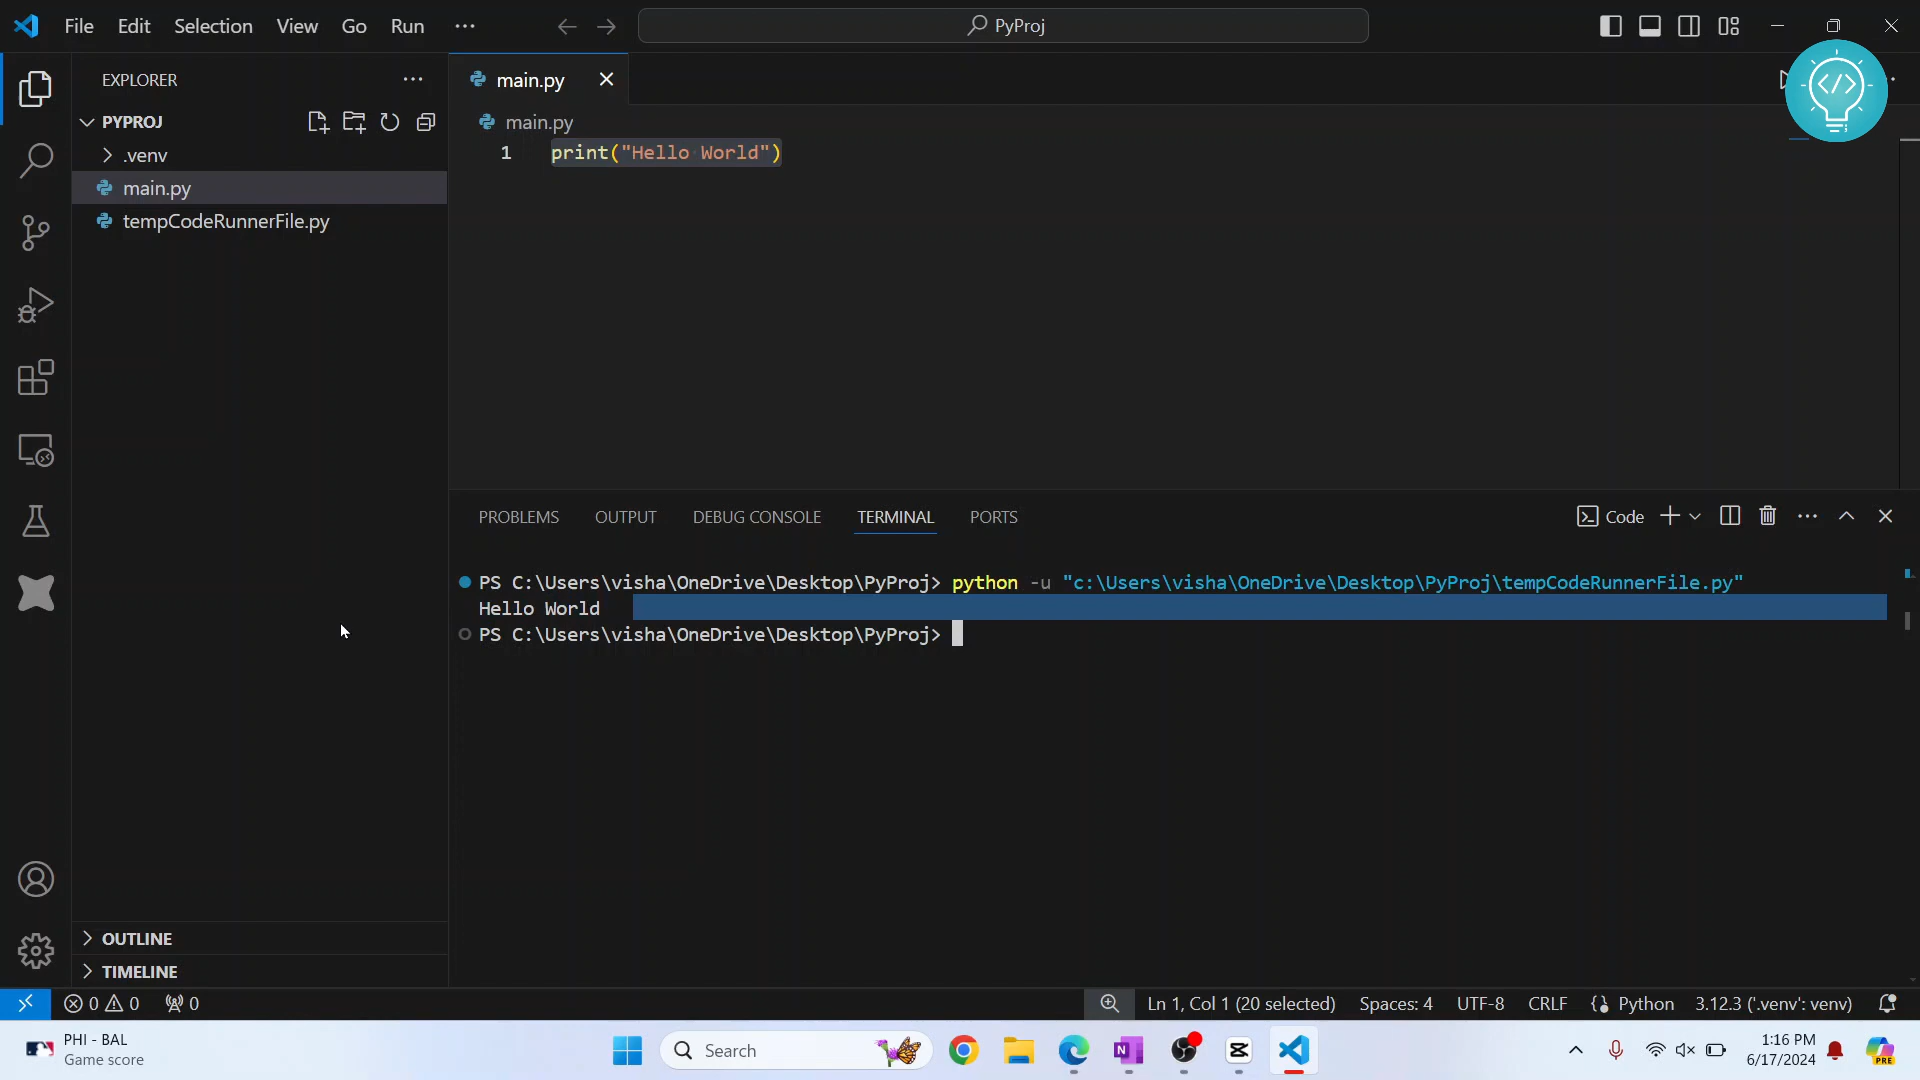 File Edit Selection View Go Run ···
PyProj
EXPLORER
PYPROJ
.venv
main.py
tempCodeRunnerFile.py
main.py
main.py
1 print("Hello World")
PROBLEMS OUTPUT DEBUG CONSOLE TERMINAL PORTS
Code
PS C:\Users\visha\OneDrive\Desktop\PyProj> python -u "c:\Users\visha\OneDrive\Desktop\PyProj\tempCodeRunnerFile.py"
Hello World
PS C:\Users\visha\OneDrive\Desktop\PyProj>
OUTLINE
TIMELINE
0 0 0
Ln 1, Col 1 (20 selected) Spaces: 4 UTF-8 CRLF Python 3.12.3 ('.venv': venv)
PHI - BAL
Game score
Search
1:16 PM
6/17/2024
PRE